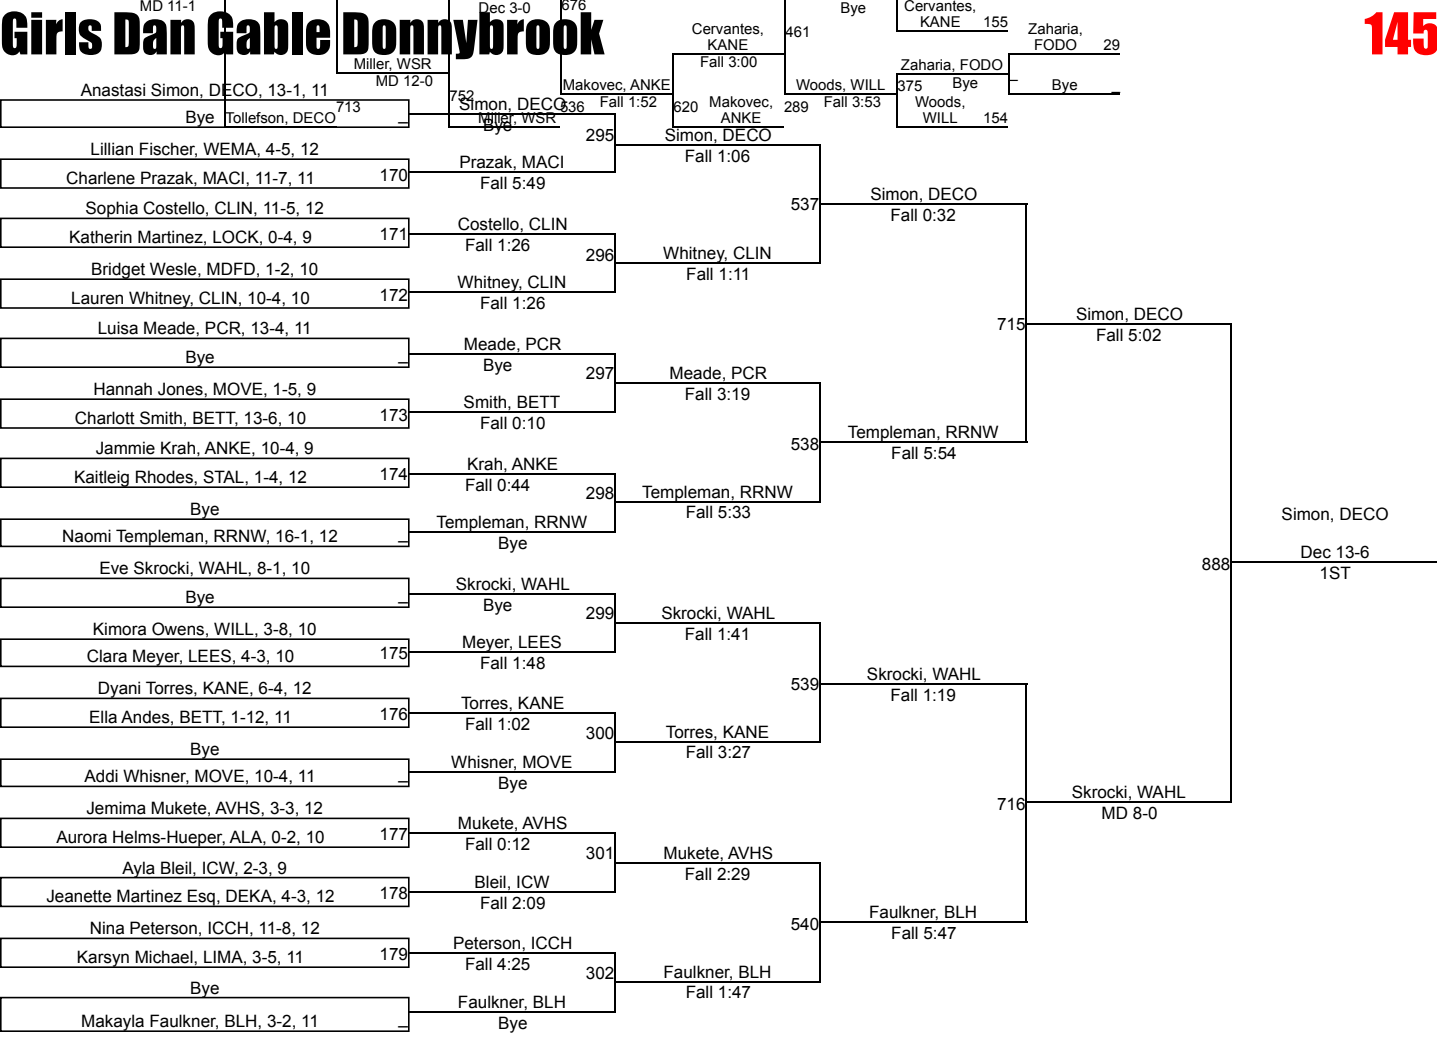 MD 11-1
Dec 3-0
676
Bye
Cervantes,
KANE 155
Girls Dan Gable Donnybrook
145
Cervantes,
KANE
461
Fall 3:00
Zaharia,
FODO 29
Miller, WSR
MD 12-0
Zaharia, FODO
Bye
_
Bye _
Makovec, ANKE
Fall 1:52
Woods, WILL
Fall 3:53
375
Woods,
WILL 154
752
536
620
Makovec,
ANKE
289
Tollefson, DECO
713
Miller, WSR
Anastasi Simon, DECO, 13-1, 11
Bye _
Simon, DECO
Bye
295
Lillian Fischer, WEMA, 4-5, 12
Charlene Prazak, MACI, 11-7, 11 170
Prazak, MACI
Fall 5:49
Simon, DECO
Fall 1:06
537
Sophia Costello, CLIN, 11-5, 12
Katherin Martinez, LOCK, 0-4, 9 171
Costello, CLIN
Fall 1:26
296
Whitney, CLIN
Fall 1:11
Simon, DECO
Fall 0:32
Bridget Wesle, MDFD, 1-2, 10
Lauren Whitney, CLIN, 10-4, 10 172
Whitney, CLIN
Fall 1:26
715
Simon, DECO
Fall 5:02
Luisa Meade, PCR, 13-4, 11
Bye _
Meade, PCR
Bye
297
Meade, PCR
Fall 3:19
Hannah Jones, MOVE, 1-5, 9
Charlott Smith, BETT, 13-6, 10 173
Smith, BETT
Fall 0:10
538
Templeman, RRNW
Fall 5:54
Jammie Krah, ANKE, 10-4, 9
Kaitleig Rhodes, STAL, 1-4, 12 174
Krah, ANKE
Fall 0:44
298
Templeman, RRNW
Fall 5:33
Bye
Naomi Templeman, RRNW, 16-1, 12 _
Templeman, RRNW
Bye
888
Simon, DECO
Dec 13-6
1ST
Eve Skrocki, WAHL, 8-1, 10
Bye _
Skrocki, WAHL
Bye
299
Skrocki, WAHL
Fall 1:41
Kimora Owens, WILL, 3-8, 10
Clara Meyer, LEES, 4-3, 10 175
Meyer, LEES
Fall 1:48
539
Skrocki, WAHL
Fall 1:19
Dyani Torres, KANE, 6-4, 12
Ella Andes, BETT, 1-12, 11 176
Torres, KANE
Fall 1:02
300
Torres, KANE
Fall 3:27
Bye
Addi Whisner, MOVE, 10-4, 11 _
Whisner, MOVE
Bye
716
Skrocki, WAHL
MD 8-0
Jemima Mukete, AVHS, 3-3, 12
Aurora Helms-Hueper, ALA, 0-2, 10 177
Mukete, AVHS
Fall 0:12
301
Mukete, AVHS
Fall 2:29
Ayla Bleil, ICW, 2-3, 9
Jeanette Martinez Esq, DEKA, 4-3, 12 178
Bleil, ICW
Fall 2:09
540
Faulkner, BLH
Fall 5:47
Nina Peterson, ICCH, 11-8, 12
Karsyn Michael, LIMA, 3-5, 11 179
Peterson, ICCH
Fall 4:25
302
Faulkner, BLH
Fall 1:47
Bye
Makayla Faulkner, BLH, 3-2, 11 _
Faulkner, BLH
Bye